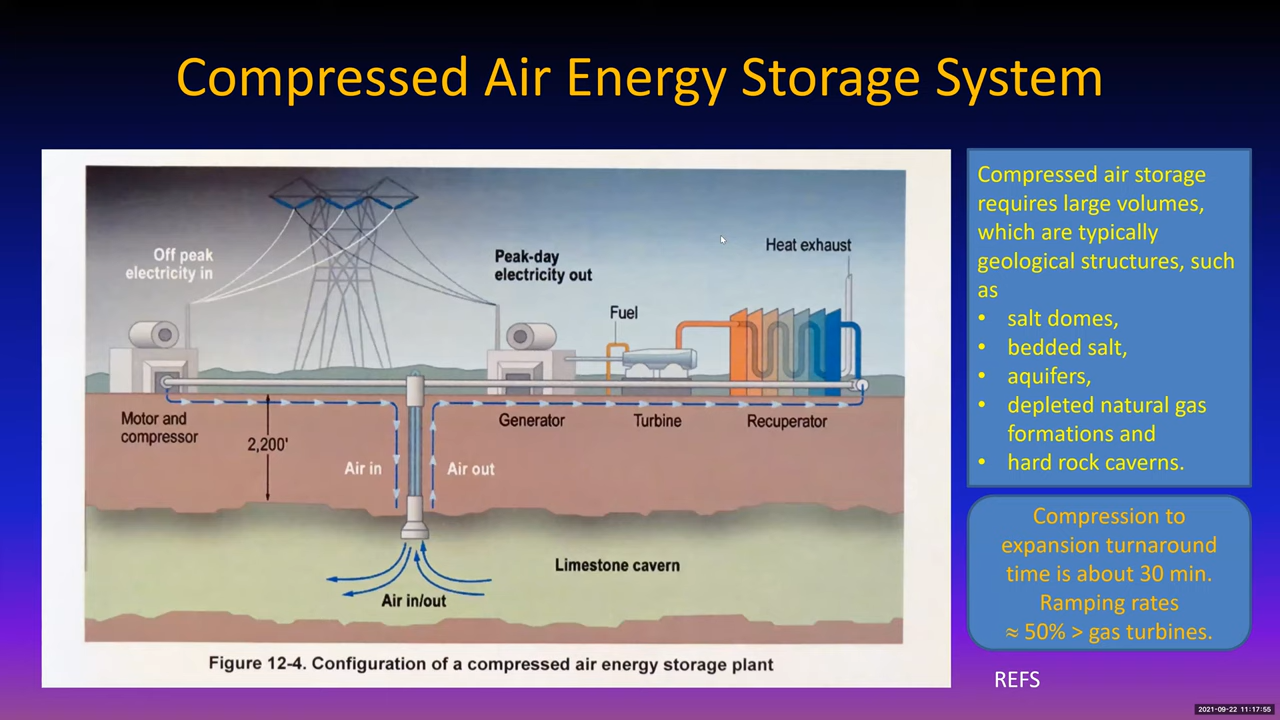 Compressed Air Energy Storage System
Off peak
electricity in
Peak-day
electricity out
Heat exhaust
Fuel
Motor and
compressor
2,200'
Generator
Turbine
Recuperator
Air in
Air out
Limestone cavern
Air in/out
Figure 12-4. Configuration of a compressed air energy storage plant
Compressed air storage
requires large volumes,
which are typically
geological structures, such
as
• salt domes,
• bedded salt,
• aquifers,
• depleted natural gas
formations and
• hard rock caverns.
Compression to
expansion turnaround
time is about 30 min.
Ramping rates
≈ 50% > gas turbines.
REFS
2021-09-22 11:17:55